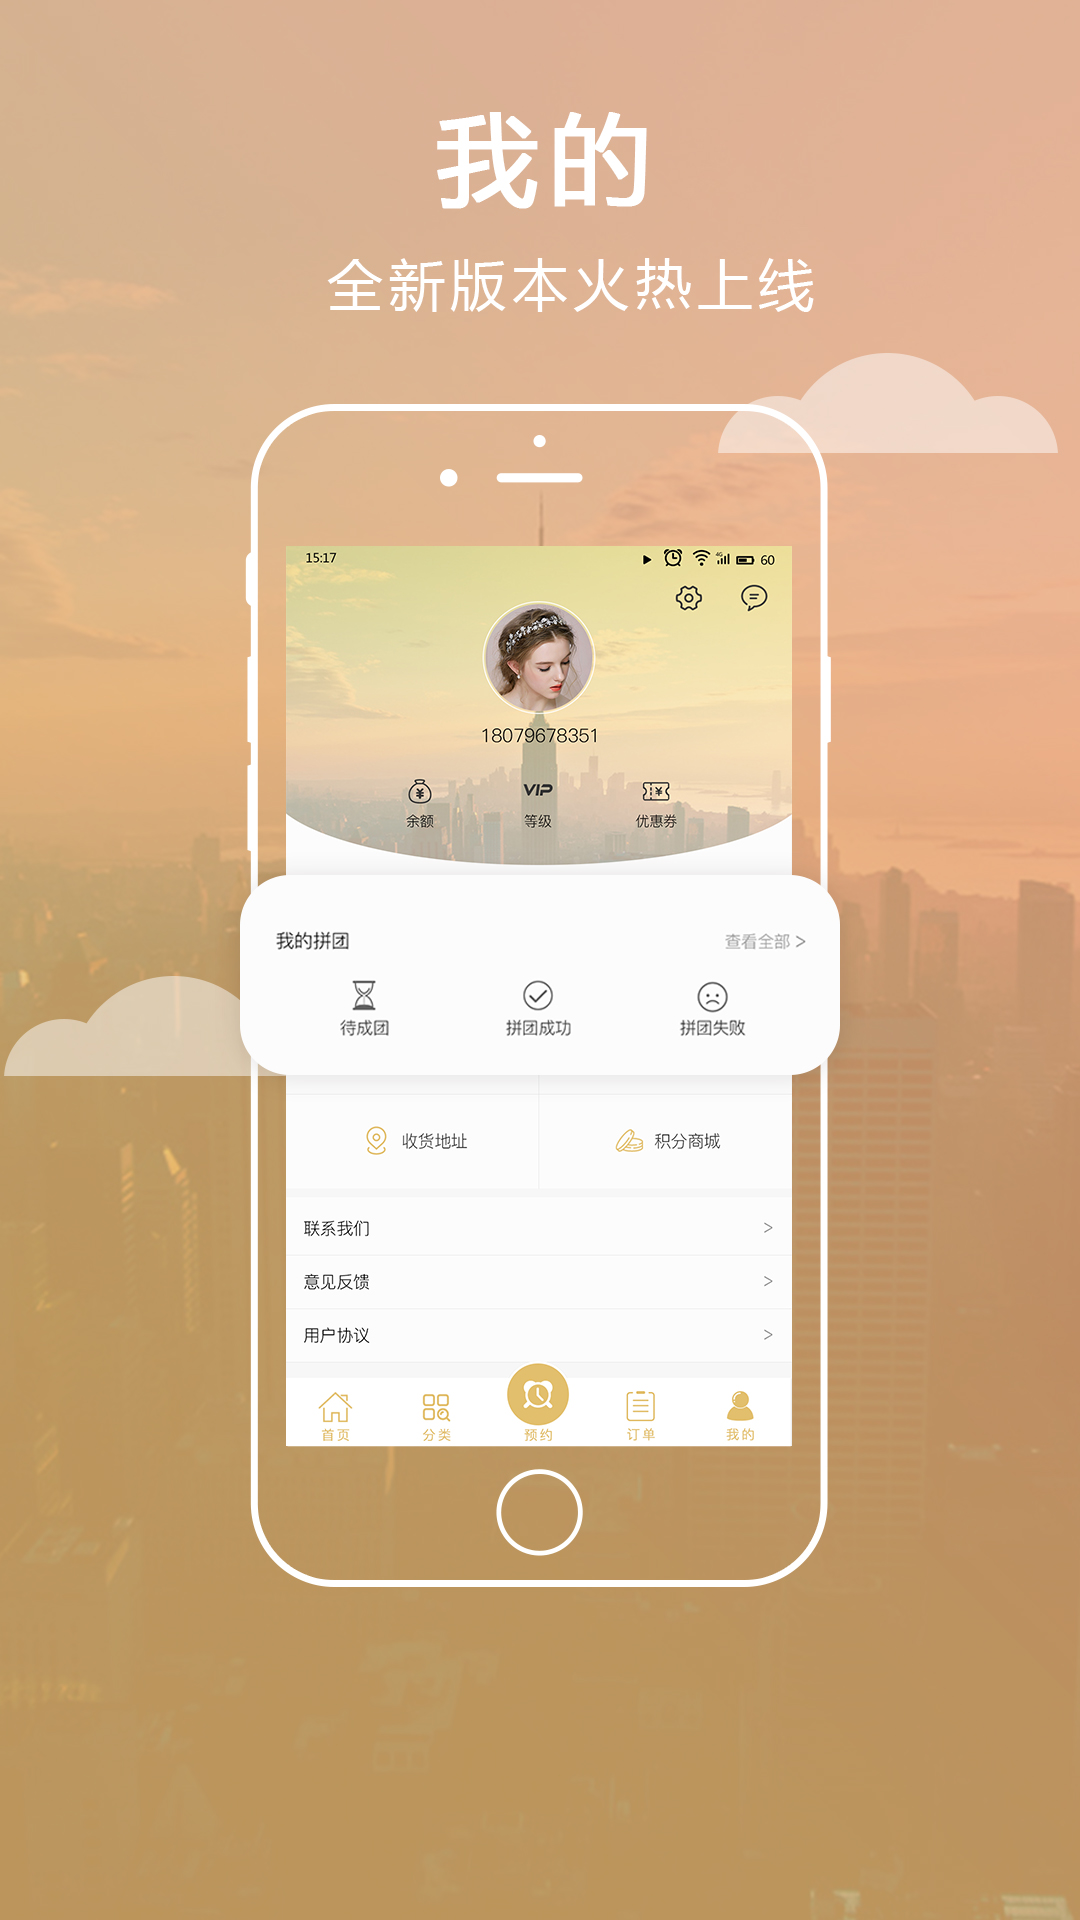 我的
全新版本火热上线
15:17
4G
60
18079678351
VIP
余额 等级 优惠券
我的拼团 查看全部 >
待成团 拼团成功 拼团失败
收货地址 积分商城
联系我们 >
意见反馈 >
用户协议 >
首页 分类 预约 订单 我的